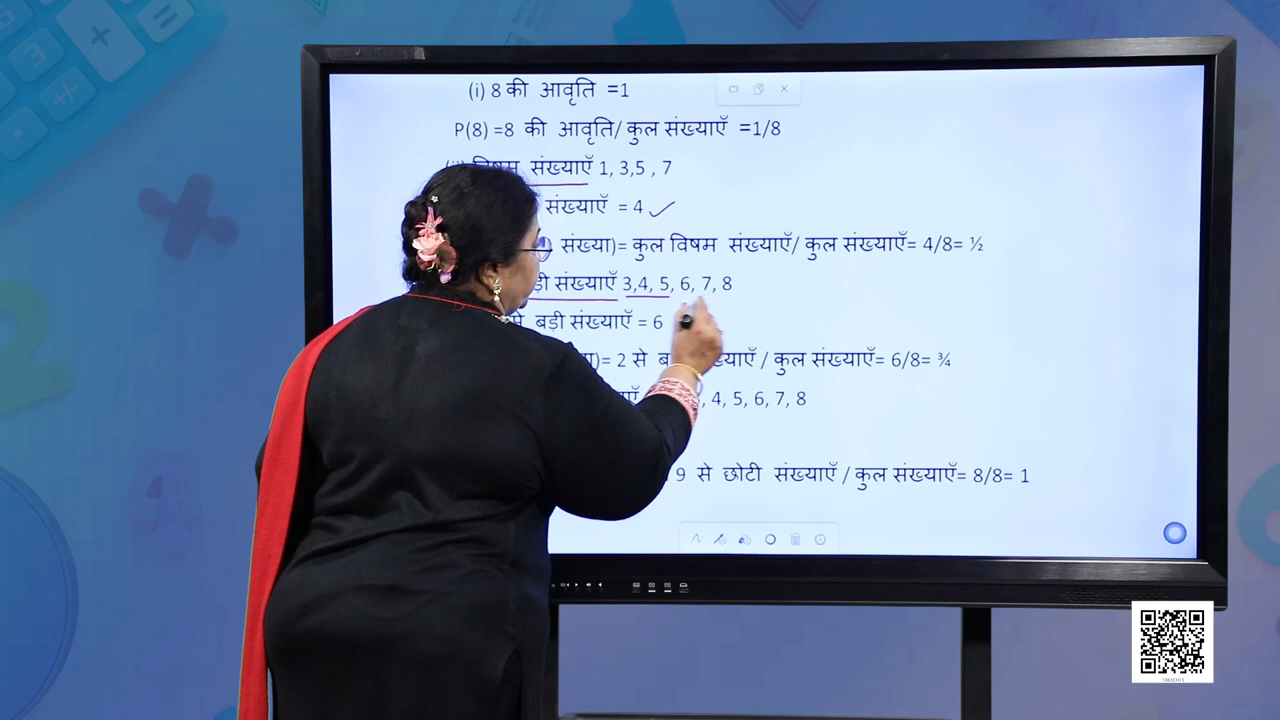 (i) 8 की आवृति =1
P(8) =8 की आवृति/ कुल संख्याएँ =1/8
संख्याएँ 1, 3,5 , 7
संख्याएँ = 4
संख्या)= कुल विषम संख्याएँ/ कुल संख्याएँ= 4/8= ½
संख्याएँ 3,4, 5, 6, 7, 8
बड़ी संख्याएँ = 6
)= 2 से / कुल संख्याएँ= 6/8= ¾
, 4, 5, 6, 7, 8
9 से छोटी संख्याएँ / कुल संख्याएँ= 8/8= 1